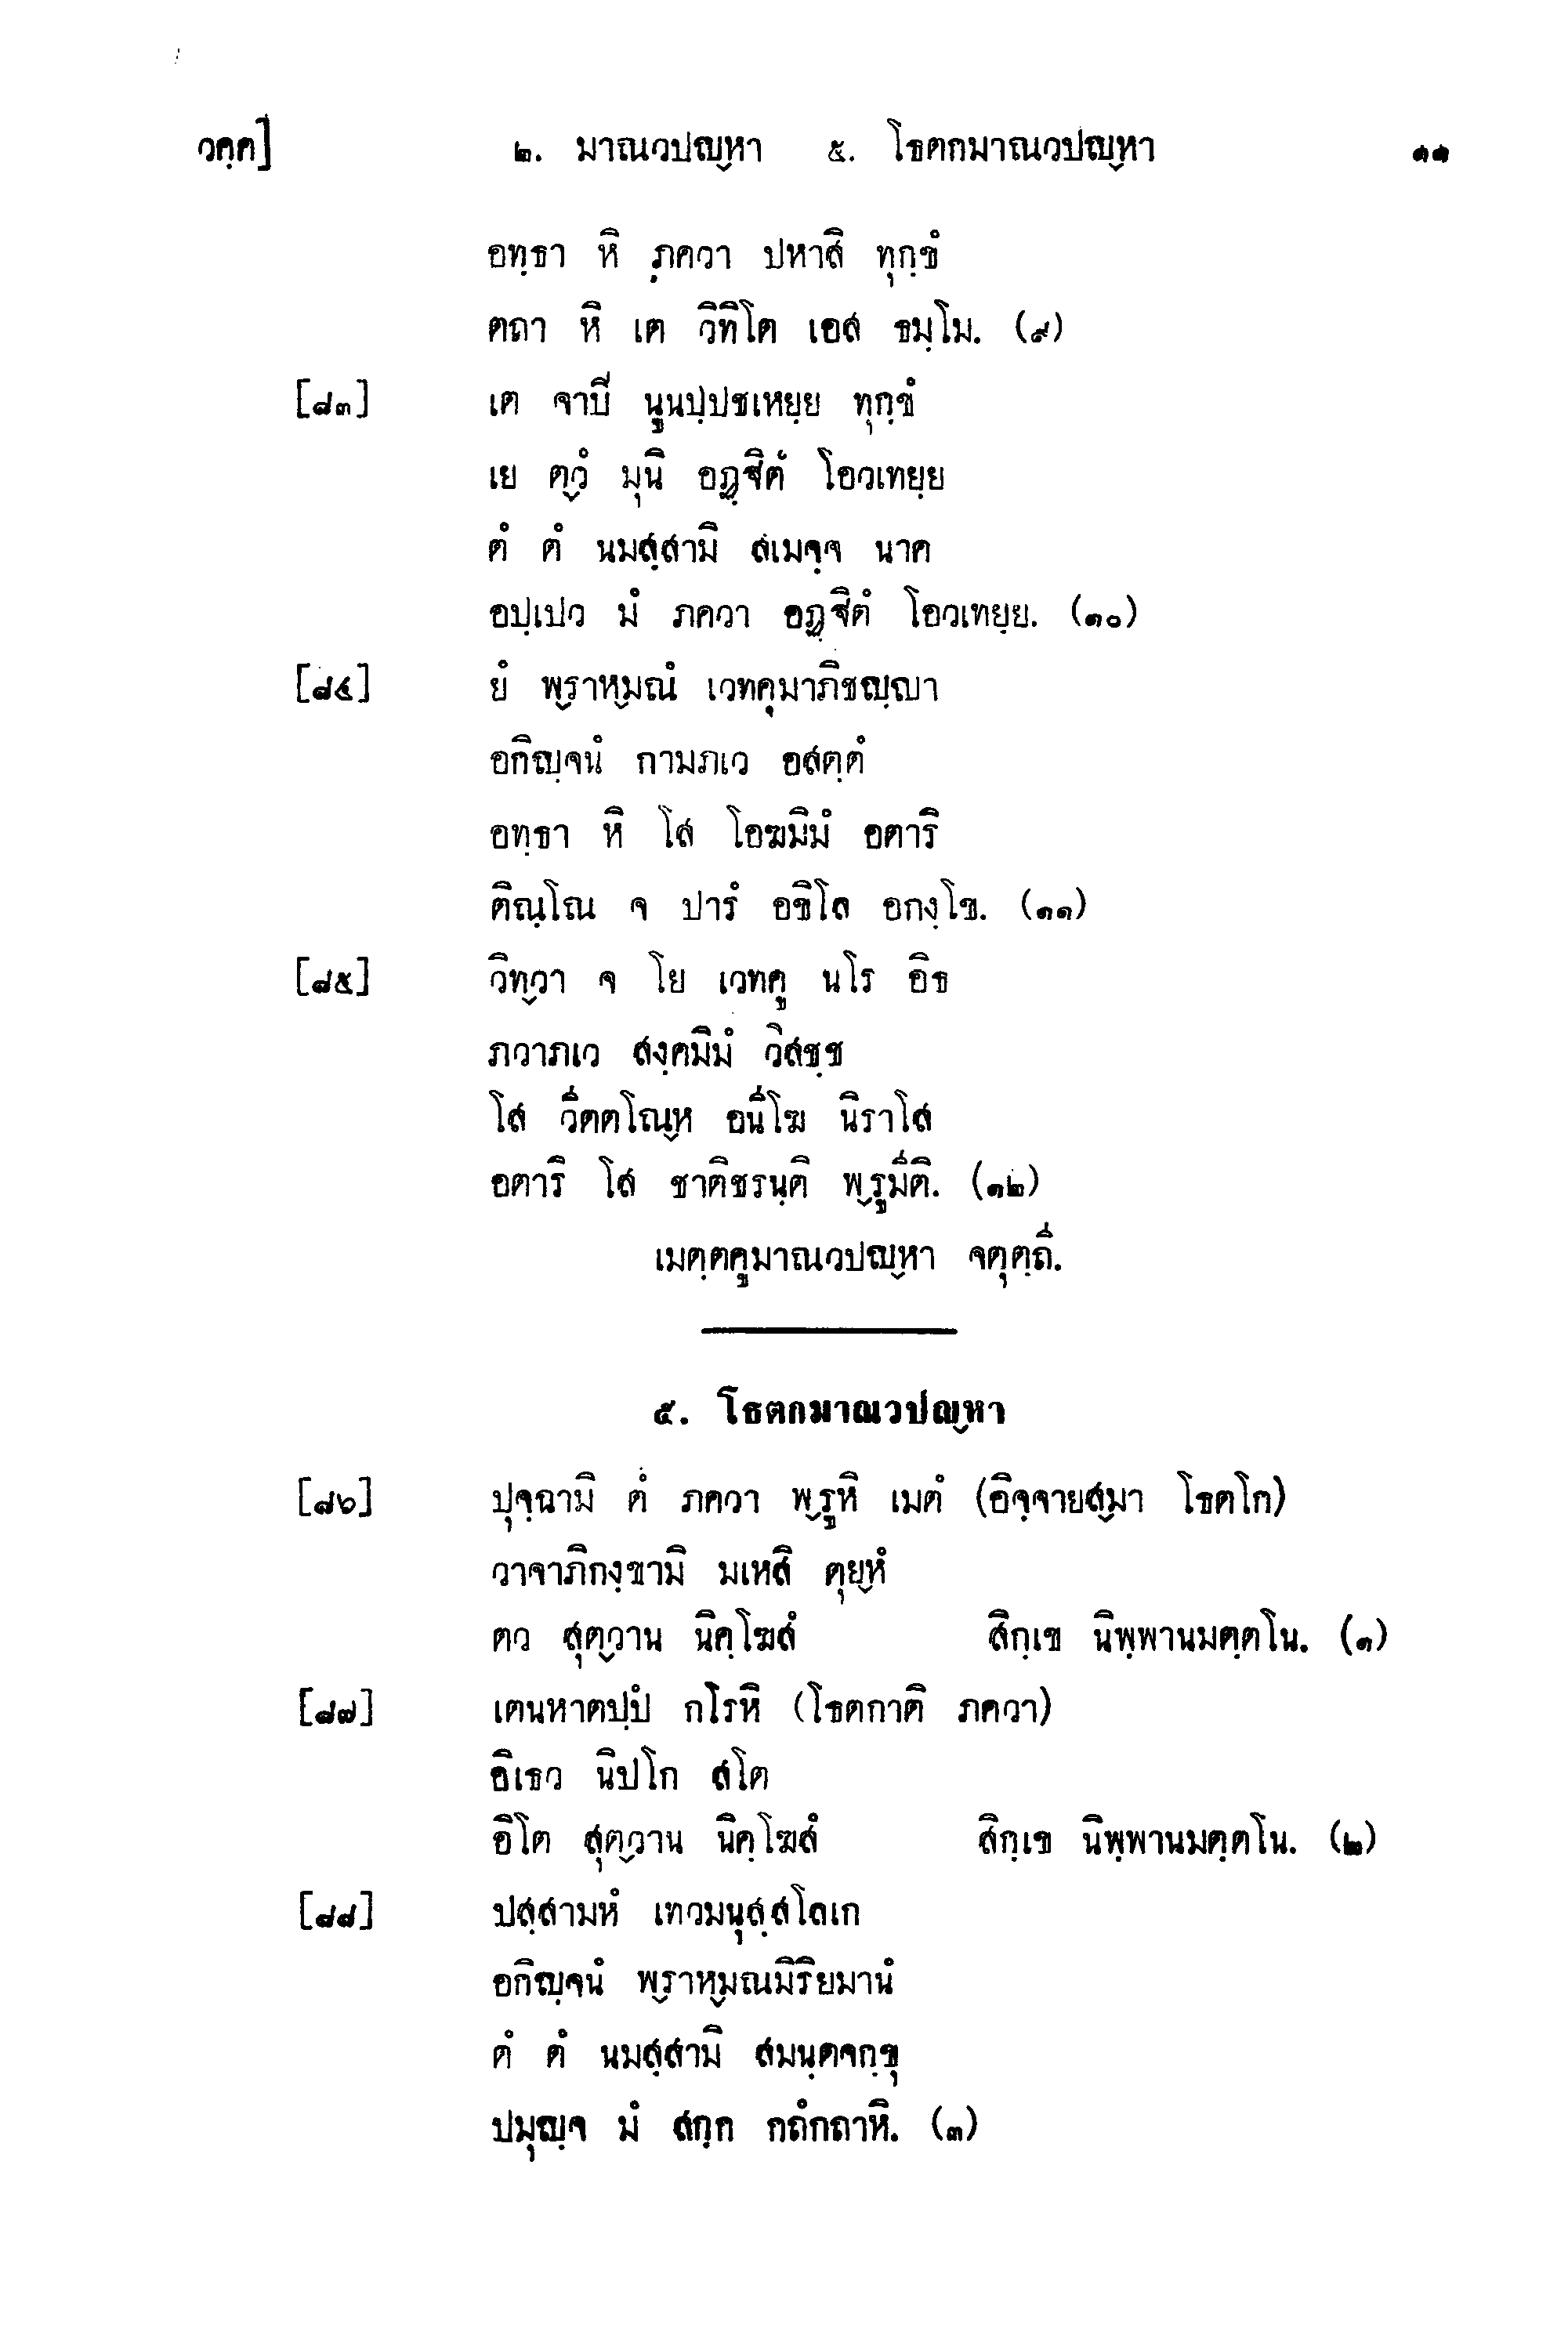 วคฺค] ๒. มาณวปญฺหา ๕. โธตกมาณวปญฺหา ๑๑
อทฺธา หิ ภควา ปหาสิ ทุกฺขํ
ตถา หิ เต วิทิโต เอส ธมฺโม. (๙)
[๘๓] เต จาปี นูนปฺปชเหยฺย ทุกฺขํ
เย ตฺวํ มุนิ อฏฺฐิตํ โอวเทยฺย
ตํ ตํ นมสฺสามิ สเมจฺจ นาค
อปฺเปว มํ ภควา อฏฺฐิตํ โอวเทยฺย. (๑๐)
[๘๔] ยํ พฺราหฺมณํ เวทคุมาภิชญฺญา
อกิญฺจนํ กามภเว อสตฺตํ
อทฺธา หิ โส โอฆมิมํ อตาริ
ติณฺโณ จ ปารํ อขิโล อกงฺโข. (๑๑)
[๘๕] วิทฺวา จ โย เวทคู นโร อิธ
ภวาภเว สงฺคมิมํ วิสชฺช
โส วีตตโณฺห อนีโฆ นิราโส
อตาริ โส ชาติชรนฺติ พฺรูมีติ. (๑๒)
เมตฺตคูมาณวปญฺหา จตุตฺถี.
๕. โธตกมาณวปญฺหา
[๘๖] ปุจฺฉามิ ตํ ภควา พฺรูหิ เมตํ (อิจฺจายสฺมา โธตโก)
วาจาภิกงฺขามิ มเหสิ ตุยฺหํ
ตว สุตฺวาน นิคฺโฆสํ สิกฺเข นิพฺพานมตฺตโน. (๑)
[๘๗] เตนหาตปฺปํ กโรหิ (โธตกาติ ภควา)
อิเธว นิปโก สโต
อิโต สุตฺวาน นิคฺโฆสํ สิกฺเข นิพฺพานมตฺตโน. (๒)
[๘๘] ปสฺสามหํ เทวมนุสฺสโลเก
อกิญฺจนํ พฺราหฺมณมิริยมานํ
ตํ ตํ นมสฺสามิ สมนฺตจกฺขุ
ปมุญฺจ มํ สกฺก กถํกถาหิ. (๓)